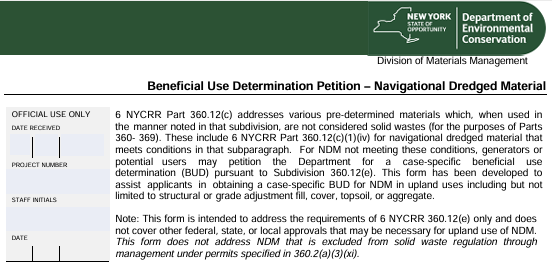 NEW YORK
STATE OF
OPPORTUNITY
Department of
Environmental
Conservation
Division of Materials Management
Beneficial Use Determination Petition – Navigational Dredged Material
OFFICIAL USE ONLY
DATE RECEIVED
PROJECT NUMBER
STAFF INITIALS
DATE
6 NYCRR Part 360.12(c) addresses various pre-determined materials which, when used in
the manner noted in that subdivision, are not considered solid wastes (for the purposes of Parts
360- 369). These include 6 NYCRR Part 360.12(c)(1)(iv) for navigational dredged material that
meets conditions in that subparagraph. For NDM not meeting these conditions, generators or
potential users may petition the Department for a case-specific beneficial use
determination (BUD) pursuant to Subdivision 360.12(e). This form has been developed to
assist applicants in obtaining a case-specific BUD for NDM in upland uses including but not
limited to structural or grade adjustment fill, cover, topsoil, or aggregate.
Note: This form is intended to address the requirements of 6 NYCRR 360.12(e) only and does
not cover other federal, state, or local approvals that may be necessary for upland use of NDM.
This form does not address NDM that is excluded from solid waste regulation through
management under permits specified in 360.2(a)(3)(xi).